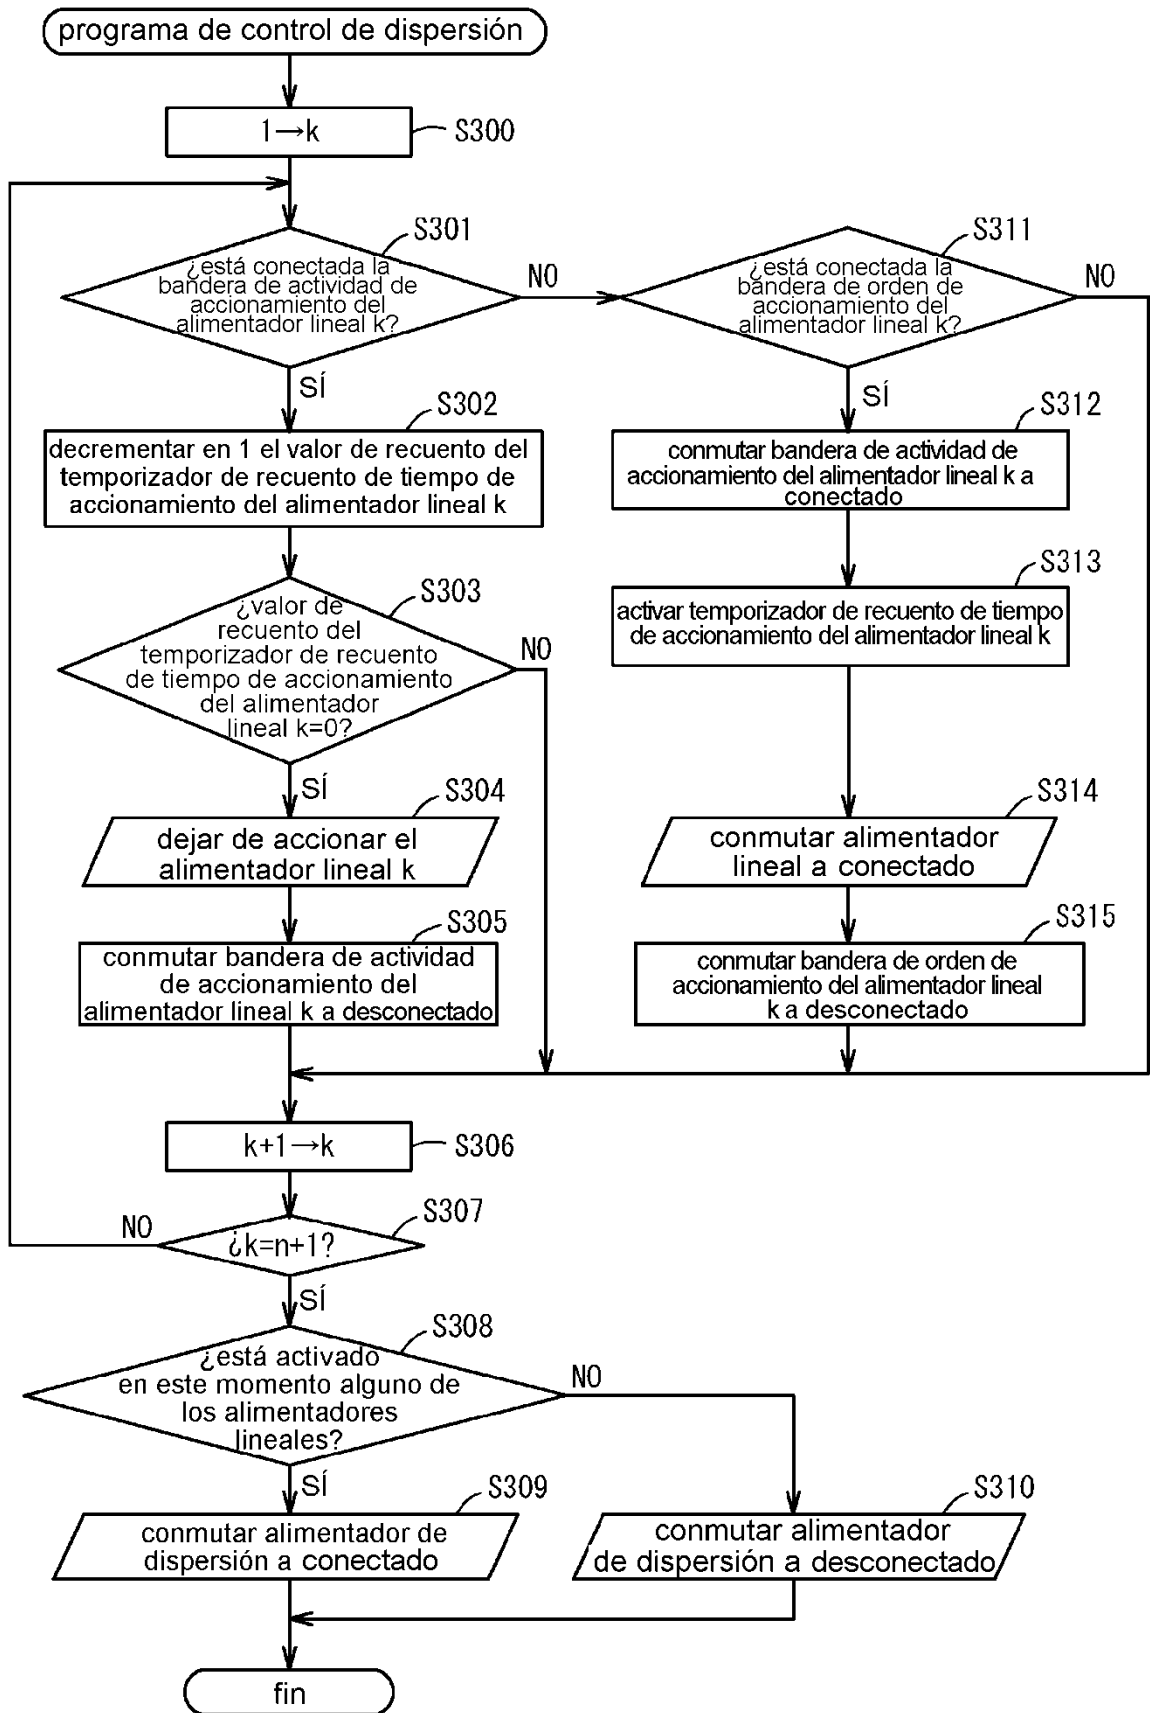 programa de control de dispersión
1→k
S300
S301
¿está conectada la
bandera de actividad de
accionamiento del
alimentador lineal k?
NO
SÍ
S311
¿está conectada la
bandera de orden de
accionamiento del
alimentador lineal k?
NO
SÍ
S302
decrementar en 1 el valor de recuento del
temporizador de recuento de tiempo de
accionamiento del alimentador lineal k
S312
conmutar bandera de actividad de
accionamiento del alimentador lineal k a
conectado
S303
¿valor de
recuento del
temporizador de recuento
de tiempo de accionamiento
del alimentador
lineal k=0?
NO
SÍ
S313
activar temporizador de recuento de tiempo
de accionamiento del alimentador lineal k
S304
dejar de accionar el
alimentador lineal k
S314
conmutar alimentador
lineal a conectado
S305
conmutar bandera de actividad
de accionamiento del
alimentador lineal k a desconectado
S315
conmutar bandera de orden de
accionamiento del alimentador lineal
k a desconectado
k+1→k
S306
S307
NO
¿k=n+1?
SÍ
S308
¿está activado
en este momento alguno de
los alimentadores
lineales?
NO
SÍ
S309
conmutar alimentador de
dispersión a conectado
S310
conmutar alimentador
de dispersión a desconectado
fin